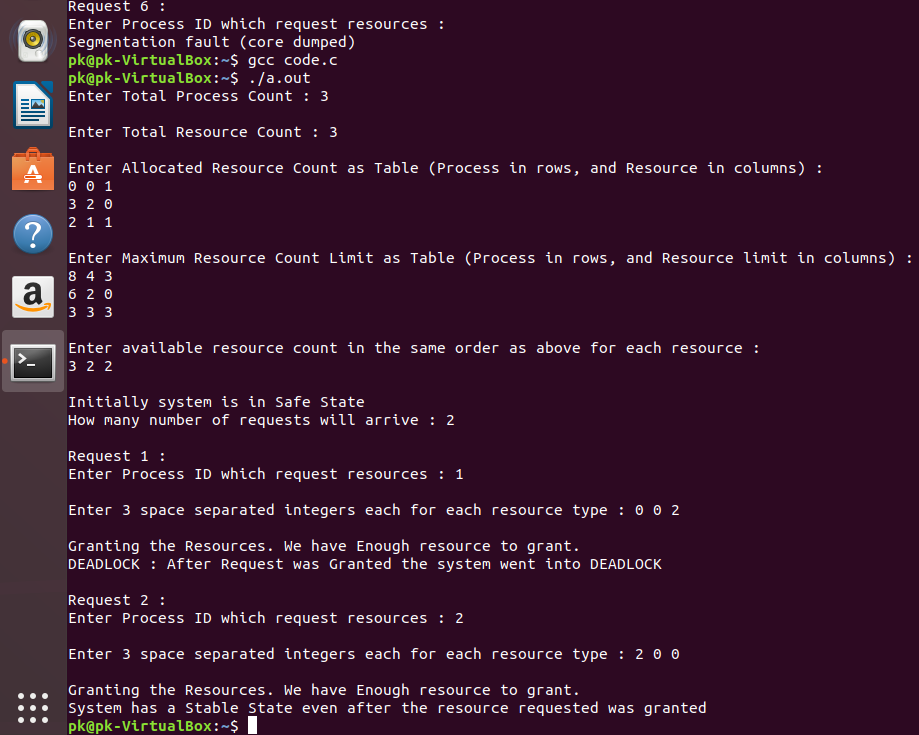 Request 6 :
Enter Process ID which request resources :
Segmentation fault (core dumped)
pk@pk-VirtualBox:~$ gcc code.c
pk@pk-VirtualBox:~$ ./a.out
Enter Total Process Count : 3
Enter Total Resource Count : 3
Enter Allocated Resource Count as Table (Process in rows, and Resource in columns) :
0 0 1
3 2 0
2 1 1
Enter Maximum Resource Count Limit as Table (Process in rows, and Resource limit in columns) :
8 4 3
6 2 0
3 3 3
Enter available resource count in the same order as above for each resource :
3 2 2
Initially system is in Safe State
How many number of requests will arrive : 2
Request 1 :
Enter Process ID which request resources : 1
Enter 3 space separated integers each for each resource type : 0 0 2
Granting the Resources. We have Enough resource to grant.
DEADLOCK : After Request was Granted the system went into DEADLOCK
Request 2 :
Enter Process ID which request resources : 2
Enter 3 space separated integers each for each resource type : 2 0 0
Granting the Resources. We have Enough resource to grant.
System has a Stable State even after the resource requested was granted
pk@pk-VirtualBox:~$